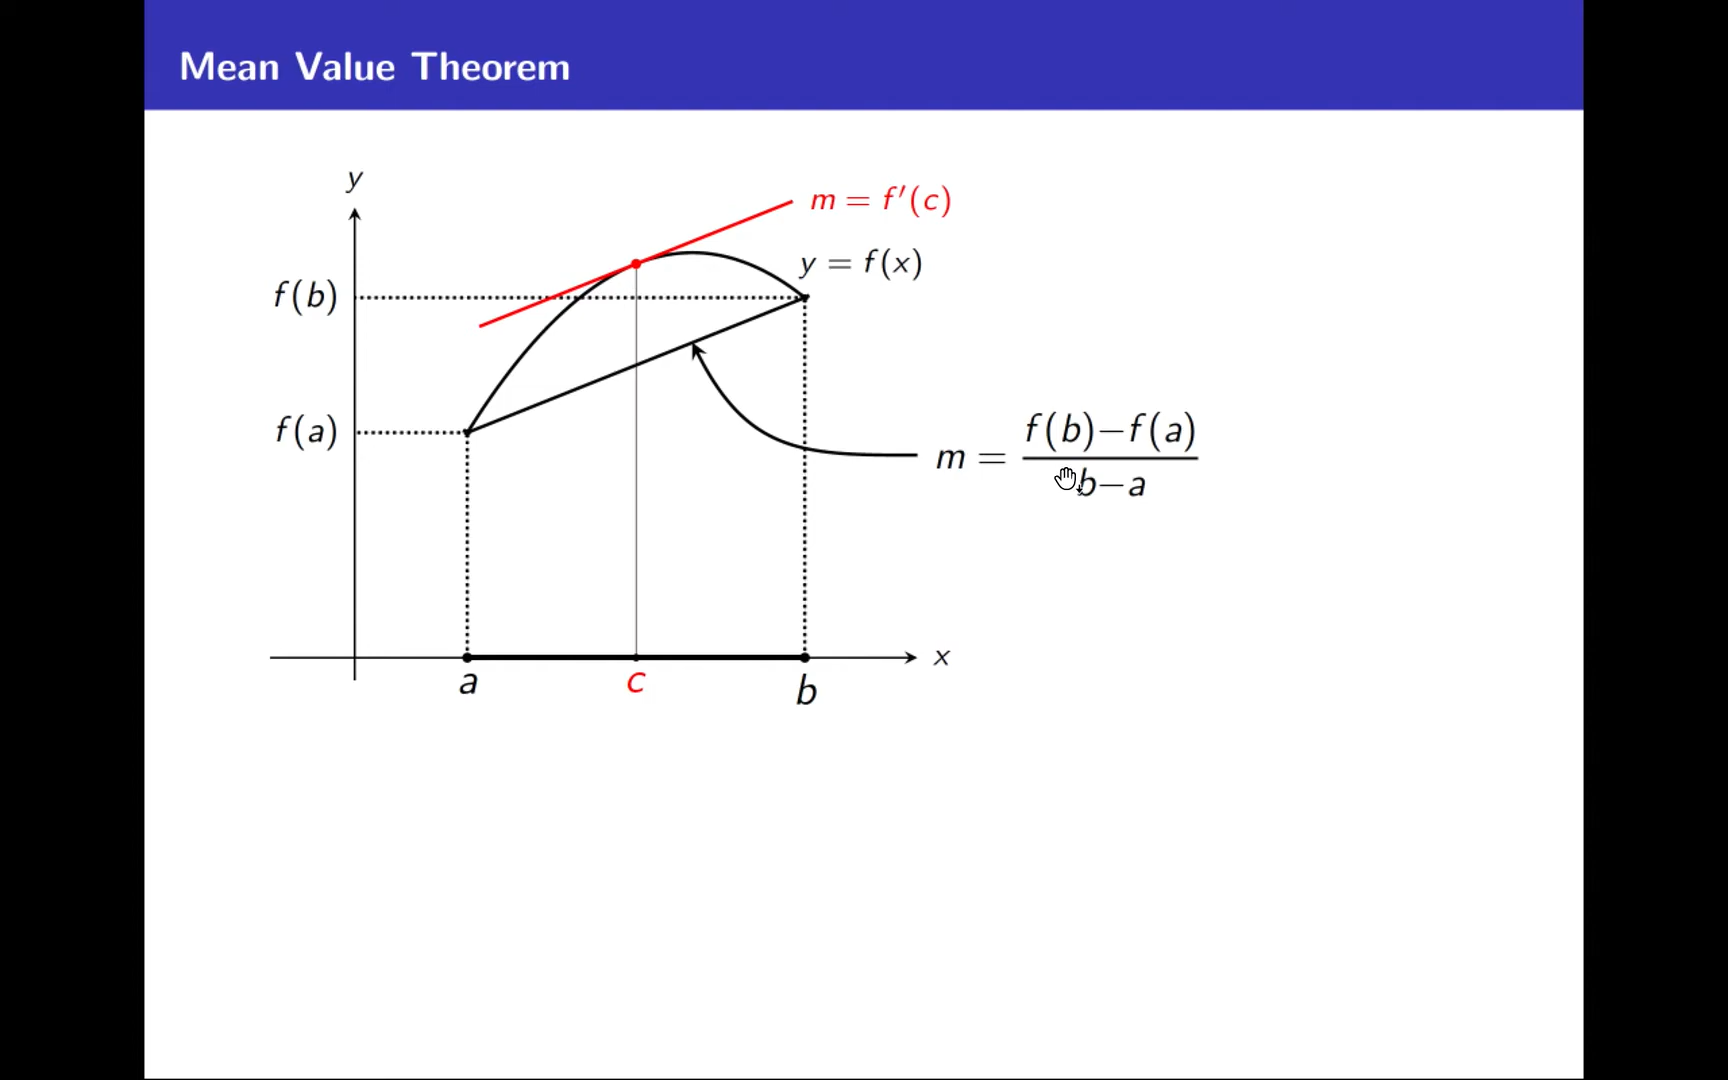 Mean Value Theorem
y
m = f′(c)
y = f(x)
f(b)
f(a)
m = f(b)−f(a)
b−a
x
a
c
b